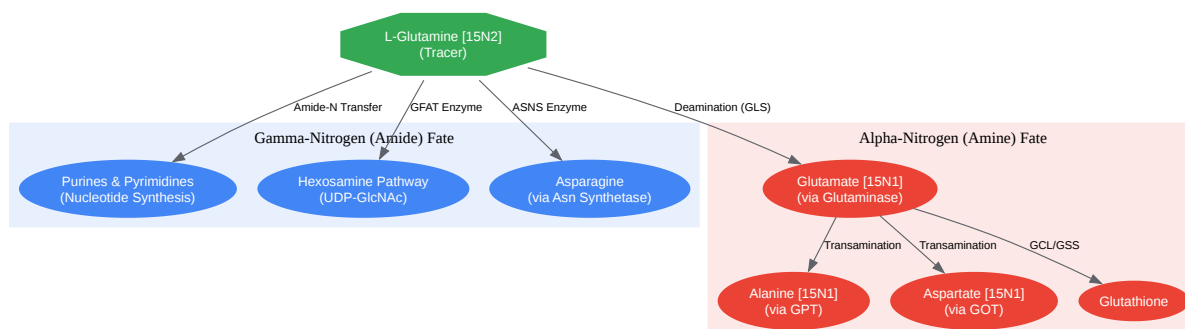 L-Glutamine [15N2]
(Tracer)
Amide-N Transfer
GFAT Enzyme
ASNS Enzyme
Deamination (GLS)
Gamma-Nitrogen (Amide) Fate
Alpha-Nitrogen (Amine) Fate
Purines & Pyrimidines
(Nucleotide Synthesis)
Hexosamine Pathway
(UDP-GlcNAc)
Asparagine
(via Asn Synthetase)
Glutamate [15N1]
(via Glutaminase)
Transamination
Transamination
GCL/GSS
Alanine [15N1]
(via GPT)
Aspartate [15N1]
(via GOT)
Glutathione